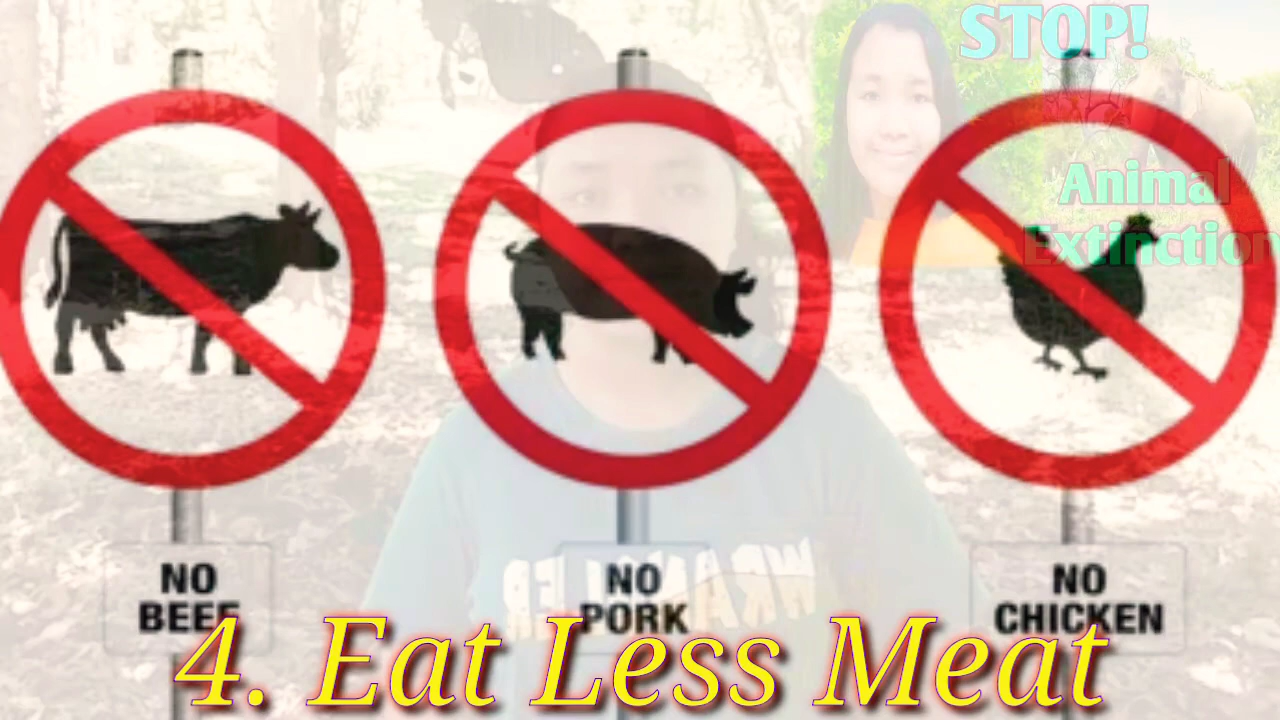 STOP!
Animal
Extinction
NO
BEEF
NO
PORK
NO
CHICKEN
4. Eat Less Meat